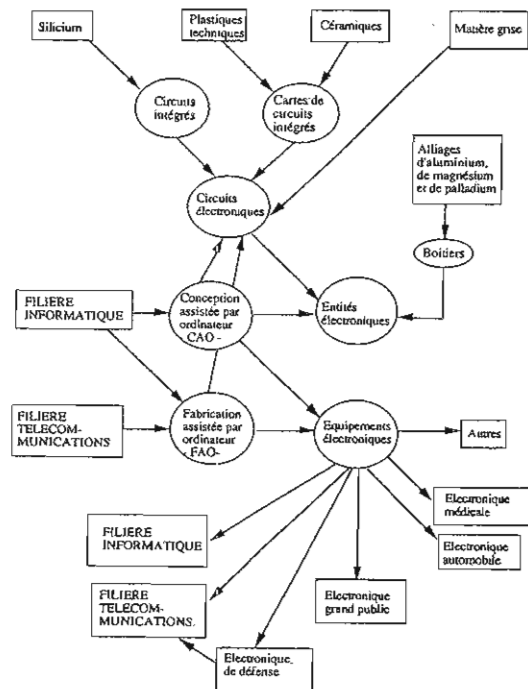 Silicium
Plastiques
techniques
Céramiques
Matière grise
Circuits
intégrés
Cartes de
circuits
intégrés
Alliages
d'aluminium,
de magnésium
et de palladium
Circuits
électroniques
Boitiers
FILIERE
INFORMATIQUE
Conception
assistée par
ordinateur
-CAO-
Entités
électroniques
FILIERE
TELECOM-
MUNICATIONS
Fabrication
assistée par
ordinateur
-FAO-
Equipements
électroniques
Autres
Electronique
médicale
FILIERE
INFORMATIQUE
Electronique
automobile
FILIERE
TELECOM-
MUNICATIONS.
Electronique
grand public
Electronique,
de défense